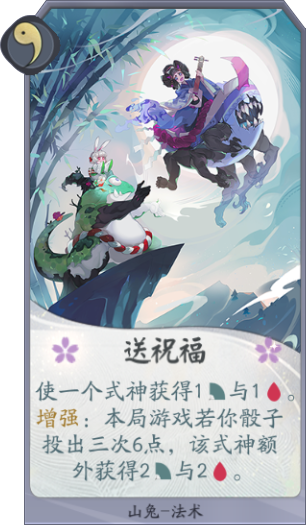 送祝福
使一个式神获得1与1。
增强：本局游戏若你骰子
投出三次6点，该式神额
外获得2与2。
山兔-法术